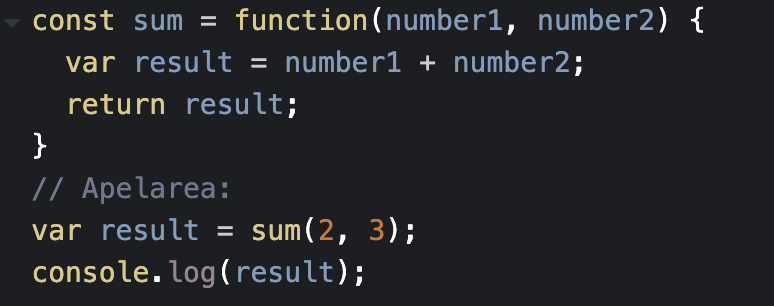 const sum = function(number1, number2) {
  var result = number1 + number2;
  return result;
}
// Apelarea:
var result = sum(2, 3);
console.log(result);